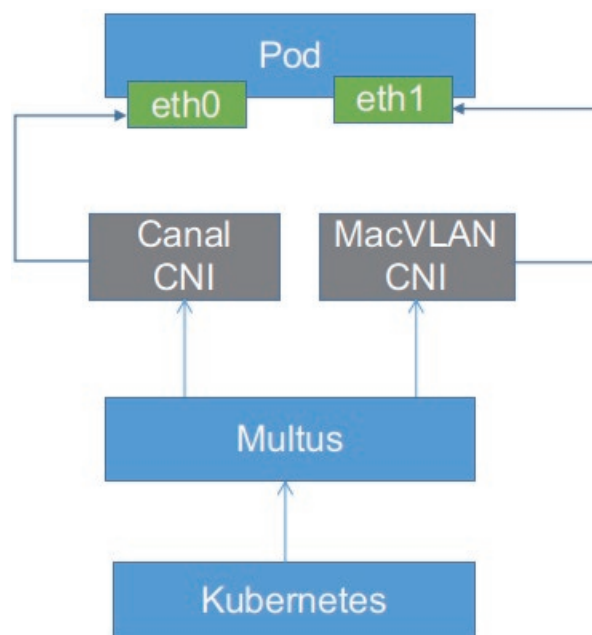 Pod
eth0
eth1
Canal
CNI
MacVLAN
CNI
Multus
Kubernetes